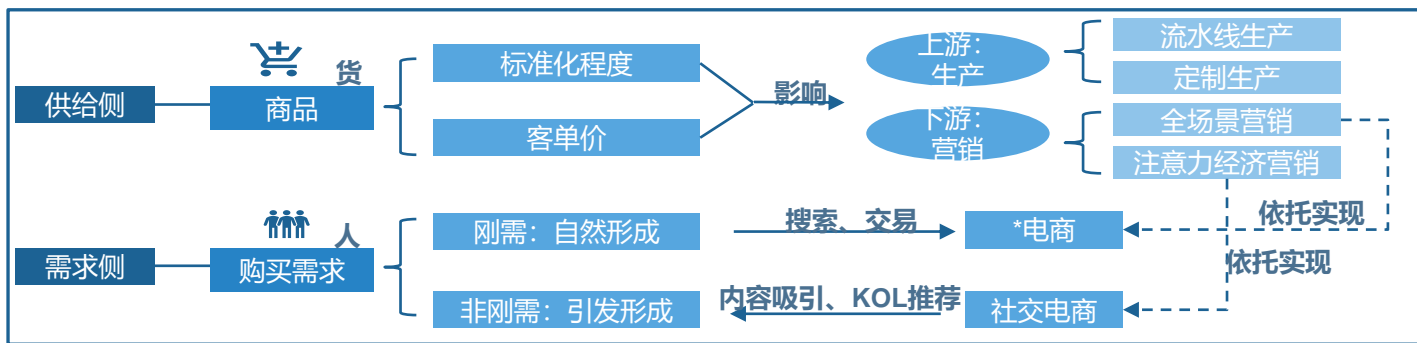 货
供给侧
商品
标准化程度
客单价
影响
上游：
生产
下游：
营销
流水线生产
定制生产
全场景营销
注意力经济营销
依托实现
依托实现
人
需求侧
购买需求
刚需：自然形成
非刚需：引发形成
搜索、交易
内容吸引、KOL推荐
*电商
社交电商